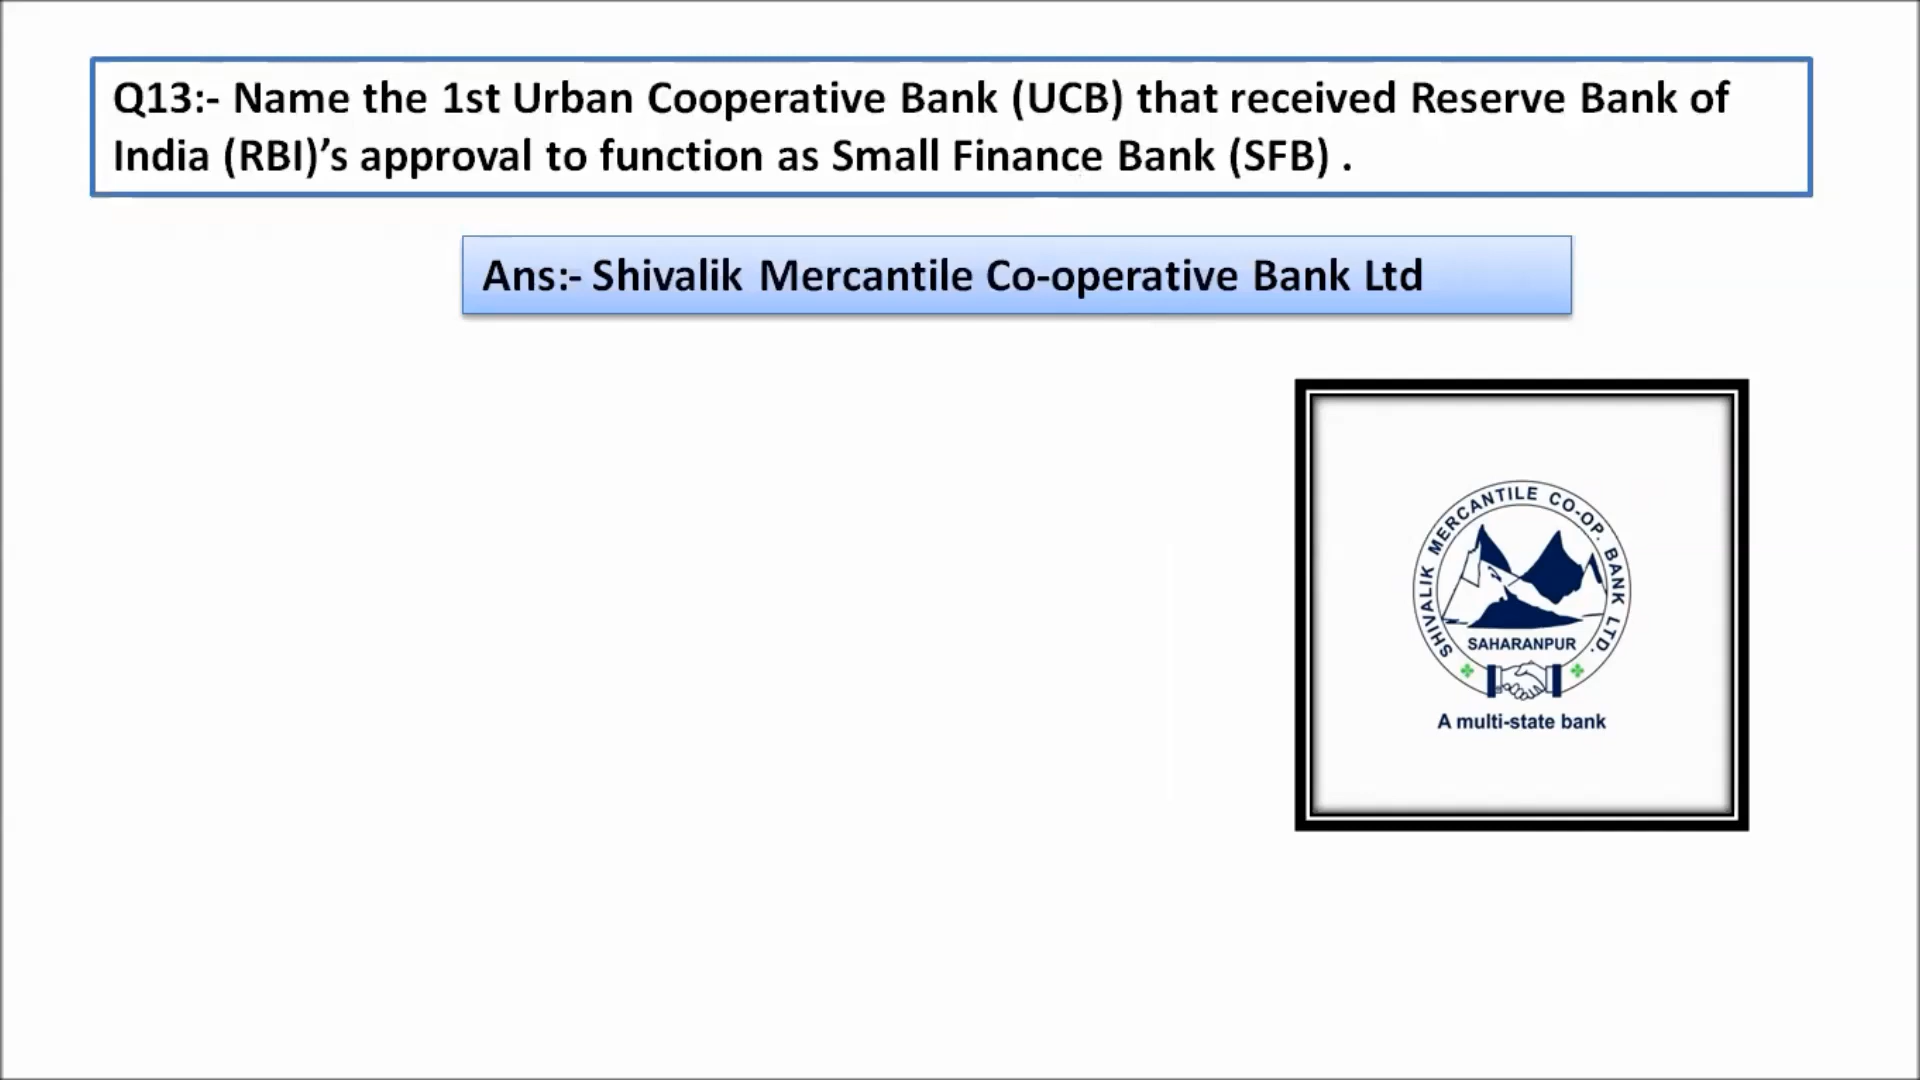 Q13:- Name the 1st Urban Cooperative Bank (UCB) that received Reserve Bank of
India (RBI)’s approval to function as Small Finance Bank (SFB) .
Ans:- Shivalik Mercantile Co-operative Bank Ltd
SHIVALIK MERCANTILE CO-OP. BANK LTD.
SAHARANPUR
A multi-state bank